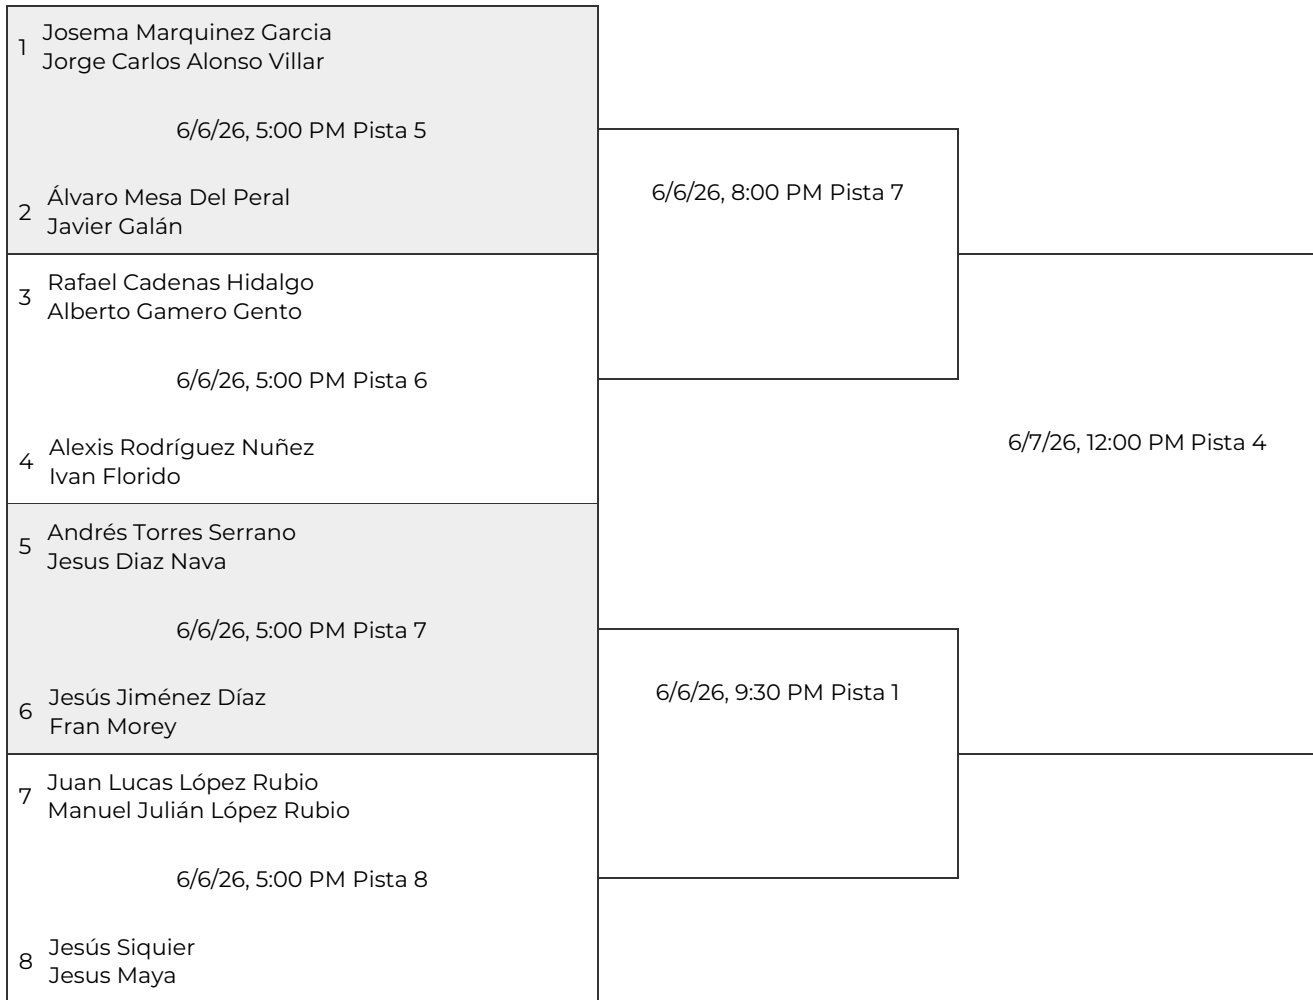 1
Josema Marquinez Garcia
Jorge Carlos Alonso Villar
6/6/26, 5:00 PM Pista 5
2
Álvaro Mesa Del Peral
Javier Galán
3
Rafael Cadenas Hidalgo
Alberto Gamero Gento
6/6/26, 5:00 PM Pista 6
4
Alexis Rodríguez Nuñez
Ivan Florido
5
Andrés Torres Serrano
Jesus Diaz Nava
6/6/26, 5:00 PM Pista 7
6
Jesús Jiménez Díaz
Fran Morey
7
Juan Lucas López Rubio
Manuel Julián López Rubio
6/6/26, 5:00 PM Pista 8
8
Jesús Siquier
Jesus Maya
6/6/26, 8:00 PM Pista 7
6/6/26, 9:30 PM Pista 1
6/7/26, 12:00 PM Pista 4